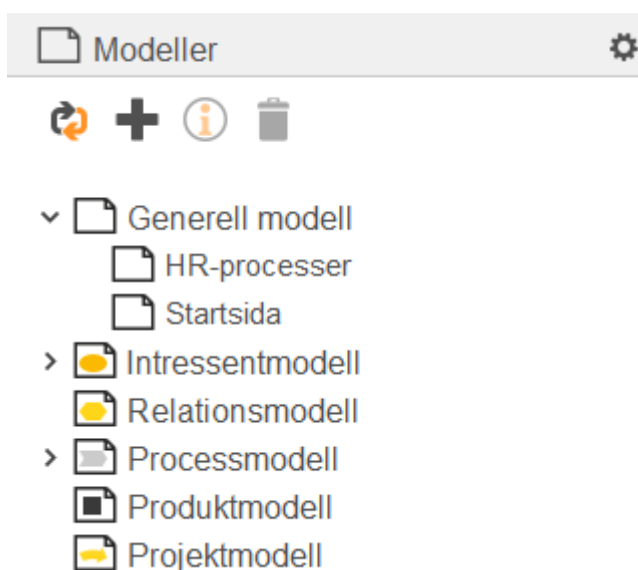 Modeller
Generell modell
HR-processer
Startsida
Intressentmodell
Relationsmodell
Processmodell
Produktmodell
Projektmodell